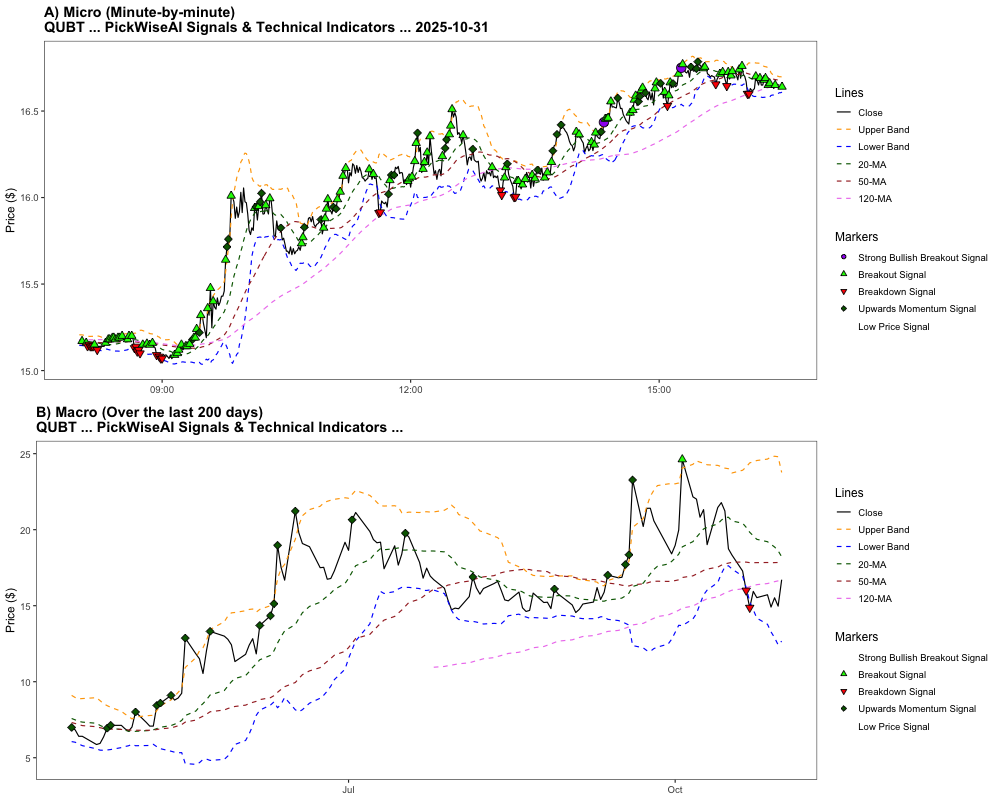 A) Micro (Minute-by-minute)
QUBT ... PickWiseAI Signals & Technical Indicators ... 2025-10-31
Price ($)
16.5
16.0
15.5
15.0
09:00
12:00
15:00
Lines
Close
Upper Band
Lower Band
20-MA
50-MA
120-MA
Markers
Strong Bullish Breakout Signal
Breakout Signal
Breakdown Signal
Upwards Momentum Signal
Low Price Signal
B) Macro (Over the last 200 days)
QUBT ... PickWiseAI Signals & Technical Indicators ...
Price ($)
25
20
15
10
5
Jul
Oct
Lines
Close
Upper Band
Lower Band
20-MA
50-MA
120-MA
Markers
Strong Bullish Breakout Signal
Breakout Signal
Breakdown Signal
Upwards Momentum Signal
Low Price Signal